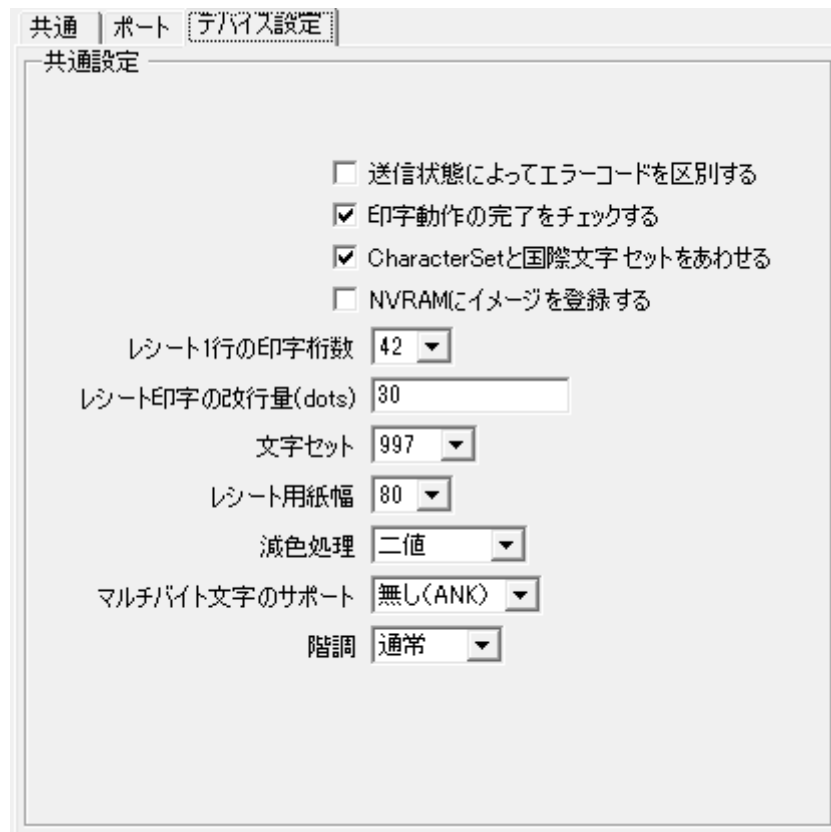 共通 ポート デバイス設定
共通設定
送信状態によってエラーコードを区別する
印字動作の完了をチェックする
CharacterSetと国際文字セットをあわせる
NVRAMにイメージを登録する
レシート1行の印字桁数 42
レシート印字の改行量(dots) 30
文字セット 997
レシート用紙幅 80
減色処理 二値
マルチバイト文字のサポート 無し(ANK)
階調 通常